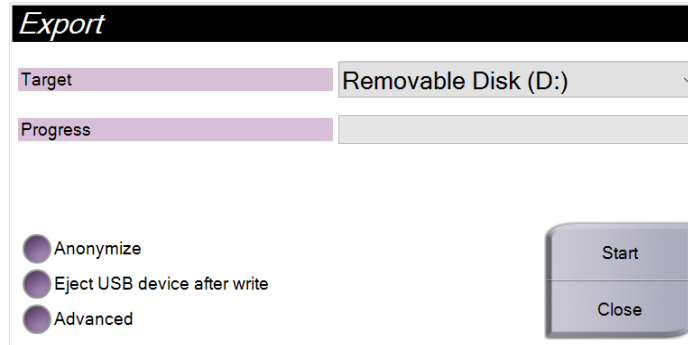 Export
Target
Removable Disk (D:)
Progress
Anonymize
Eject USB device after write
Advanced
Start
Close